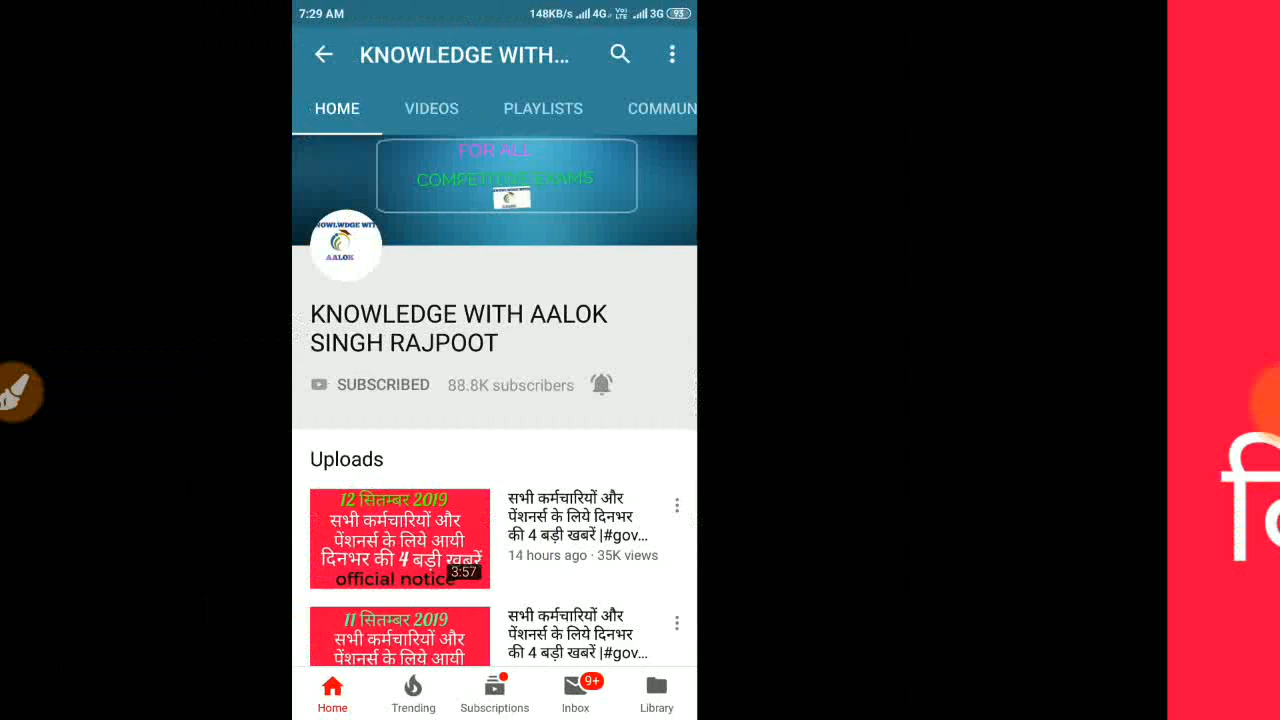 7:29 AM 148KB/s 4G Vo) LTE 3G 93
KNOWLEDGE WITH...
HOME VIDEOS PLAYLISTS COMMUN
FOR ALL
COMPETITIVE EXAMS
NOWLWDGE WIT
AALOK
KNOWLEDGE WITH AALOK
SINGH RAJPOOT
SUBSCRIBED 88.8K subscribers
Uploads
12 सितम्बर 2019
सभी कर्मचारियों और
पेंशनर्स के लिये आयी
दिनभर की 4 बड़ी खबरें
official notice
3:57
सभी कर्मचारियों और
पेंशनर्स के लिये दिनभर
की 4 बड़ी खबरें |#gov...
14 hours ago · 35K views
11 सितम्बर 2019
सभी कर्मचारियों और
पेंशनर्स के लिये आयी
सभी कर्मचारियों और
पेंशनर्स के लिये दिनभर
की 4 बड़ी खबरें |#gov...
9+
Home Trending Subscriptions Inbox Library